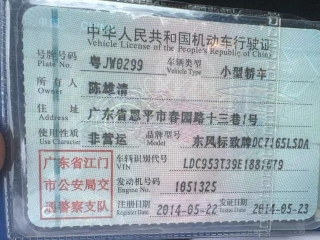 中华人民共和国机动车行驶证
Vehicle License of the People's Republic of China
号牌号码 粤JW0299 车辆类型 小型轿车
Plate No. Vehicle Type
所有人 陈雄清
Owner
住址 广东省恩平市春园路十三巷1号
Address
使用性质 非营运 品牌型号 东风标致牌DC7165LSDA
Use Character Model
广东省江门
市公安局交
通警察支队
车辆识别代号 LDC953T39E1881679
VIN
发动机号码 1051325
Engine No.
注册日期 2014-05-22 发证日期 2014-05-23
Register Date Issue Date